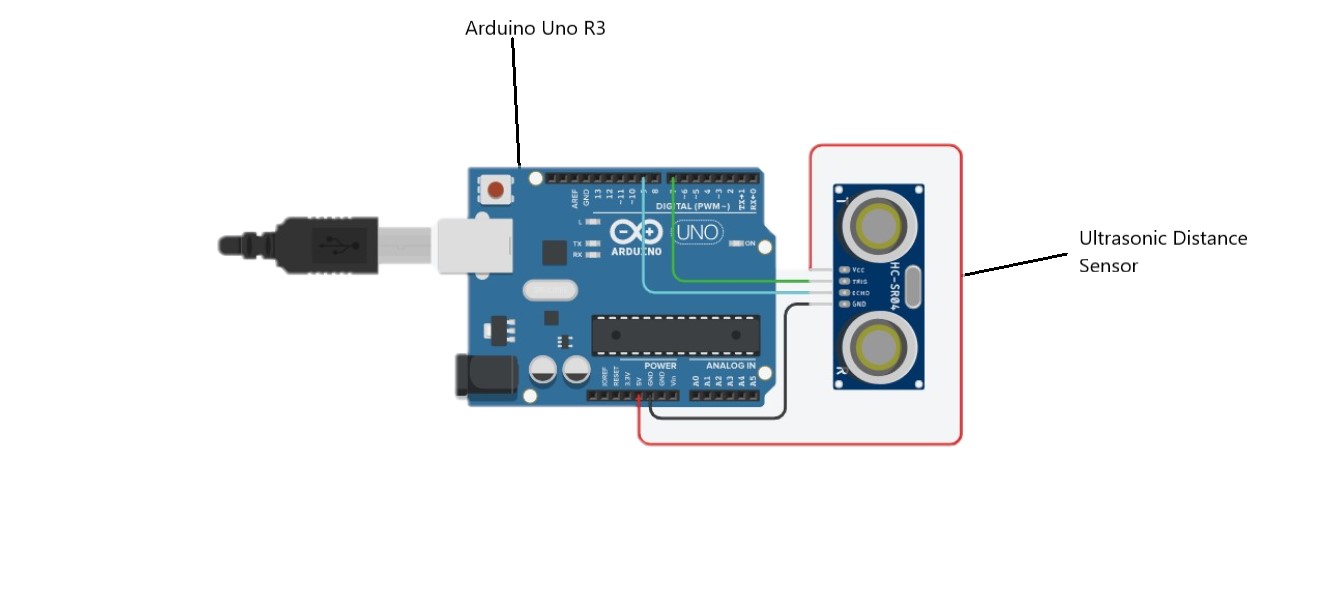 Arduino Uno R3
AREF
GND
13
12
~11
~10
8
~6
~5
4
~3
2
TX→1
RX←0
DIGITAL (PWM~)
L
TX
RX
ARDUINO
UNO
ON
Ultrasonic Distance
Sensor
T
Vcc
TRIG
ECHO
GND
HC-SR04
R
POWER
ANALOG IN
IOREF
RESET
3.3V
5V
GND
GND
Vin
A0
A1
A2
A3
A4
A5